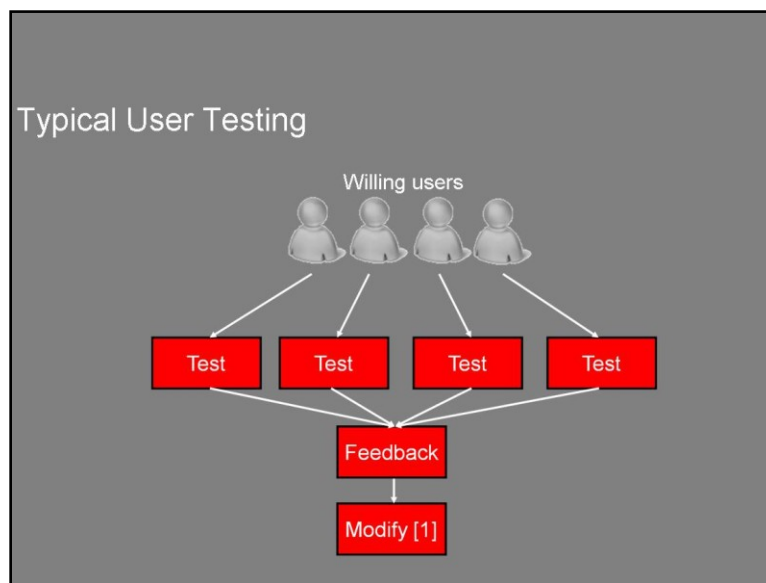 Typical User Testing
Willing users
Test
Test
Test
Test
Feedback
Modify [1]